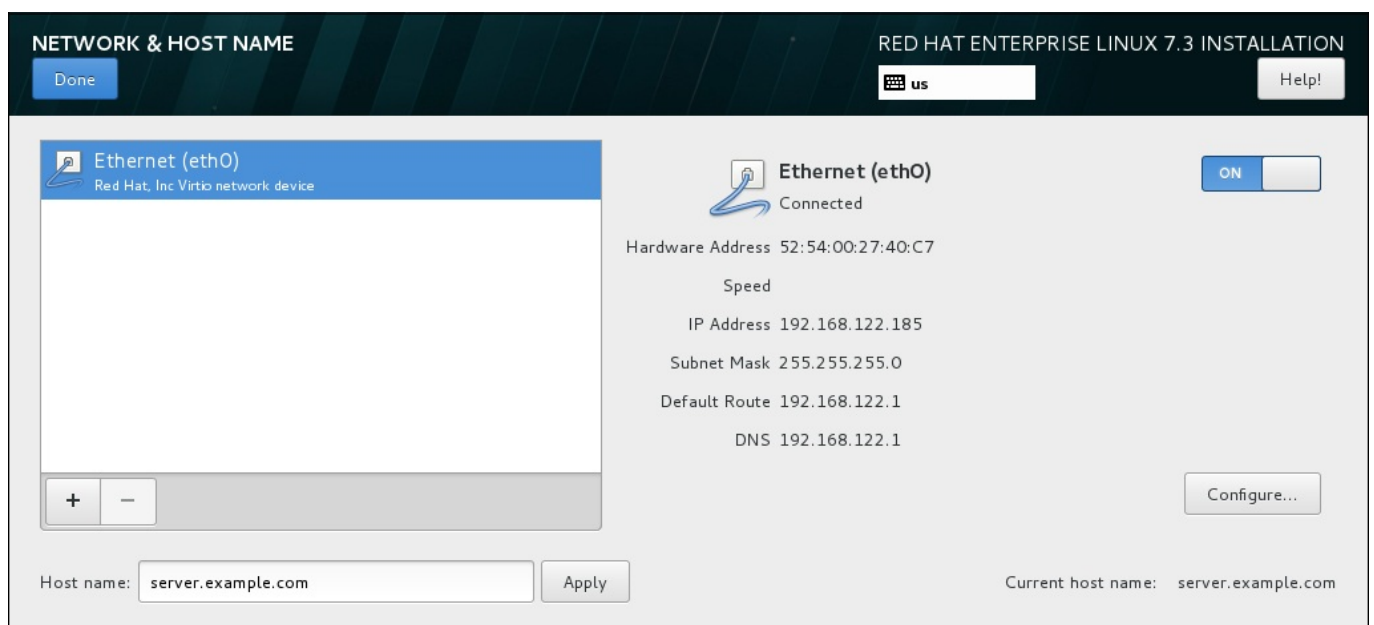 NETWORK & HOST NAME
RED HAT ENTERPRISE LINUX 7.3 INSTALLATION
Done
us
Help!
Ethernet (eth0)
Red Hat, Inc Virtio network device
Ethernet (eth0)
Connected
ON
Hardware Address 52:54:00:27:40:C7
Speed
IP Address 192.168.122.185
Subnet Mask 255.255.255.0
Default Route 192.168.122.1
DNS 192.168.122.1
+ −
Configure...
Host name: server.example.com Apply
Current host name: server.example.com